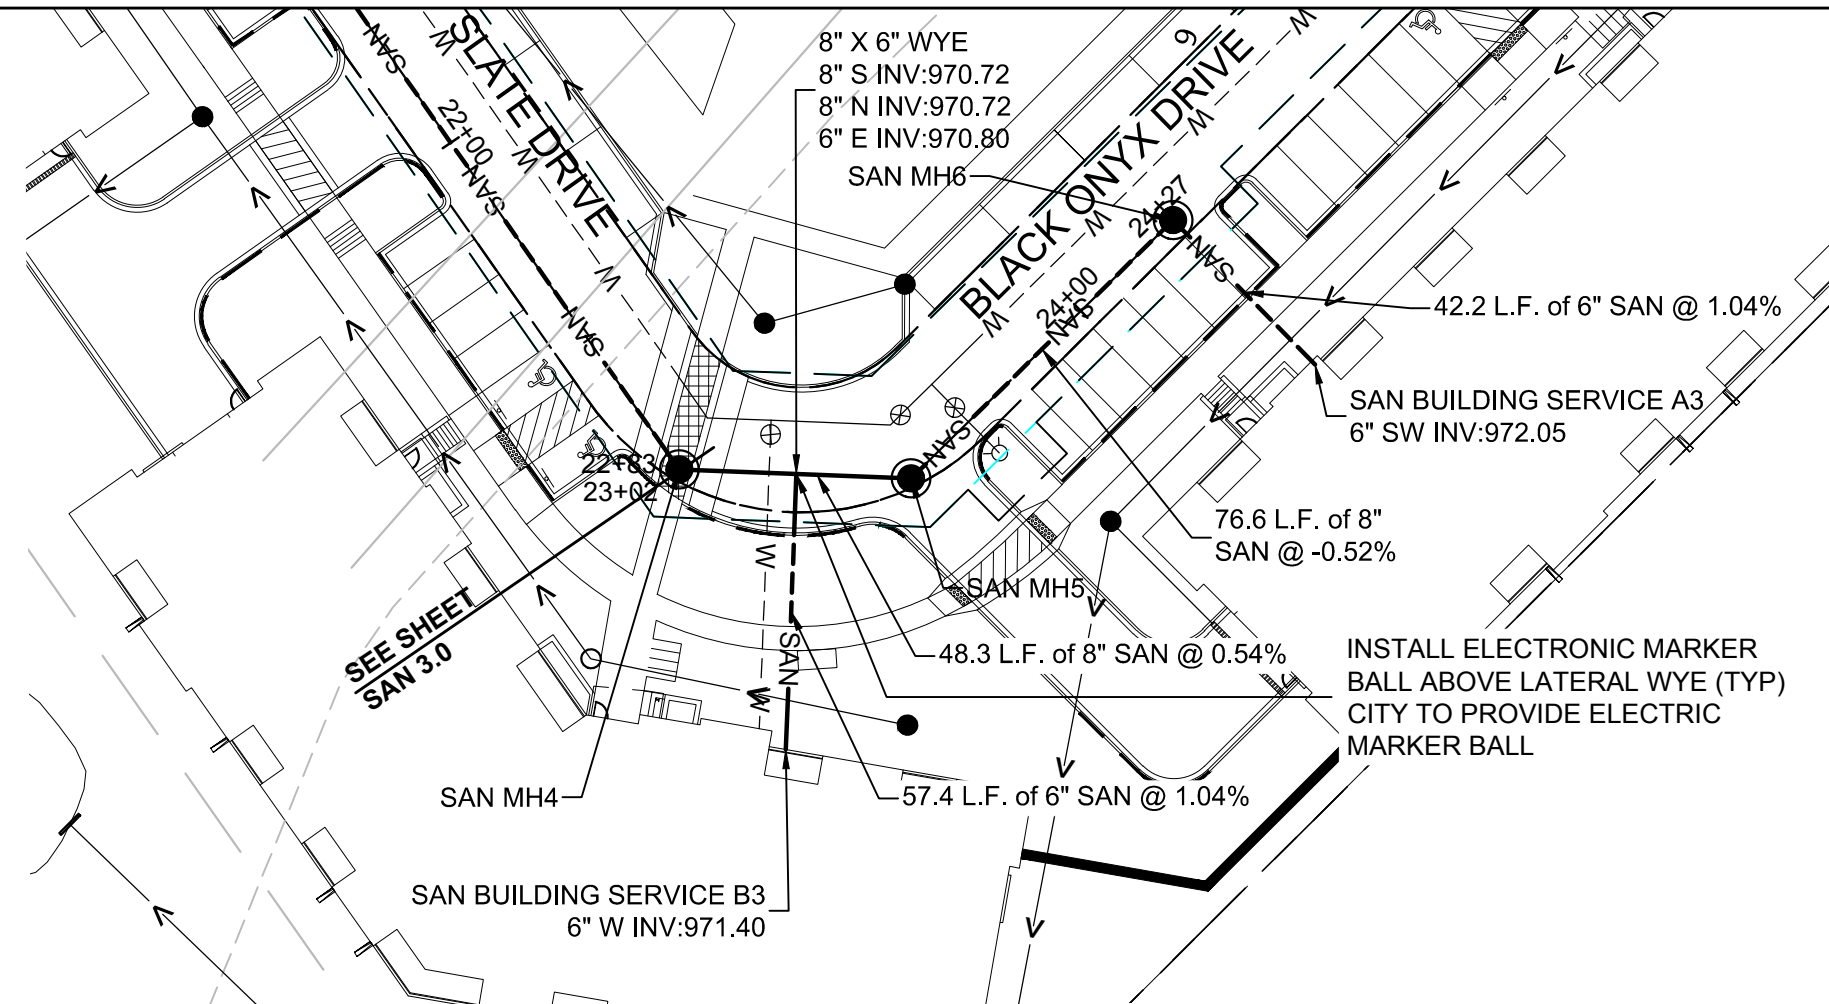 8" X 6" WYE
8" S INV:970.72
8" N INV:970.72
6" E INV:970.80
SAN MH6
SLATE DRIVE
BLACK ONYX DRIVE
9
SAN
22+00
SAN
SAN
W
W
W
W
W
W
W
W
24+27
24+00
SAN
SAN
SAN
42.2 L.F. of 6" SAN @ 1.04%
SAN BUILDING SERVICE A3
6" SW INV:972.05
22+83
23+02
76.6 L.F. of 8"
SAN @ -0.52%
SAN MH5
W
SAN
W
48.3 L.F. of 8" SAN @ 0.54%
SEE SHEET
SAN 3.0
INSTALL ELECTRONIC MARKER
BALL ABOVE LATERAL WYE (TYP)
CITY TO PROVIDE ELECTRIC
MARKER BALL
SAN MH4
57.4 L.F. of 6" SAN @ 1.04%
SAN BUILDING SERVICE B3
6" W INV:971.40